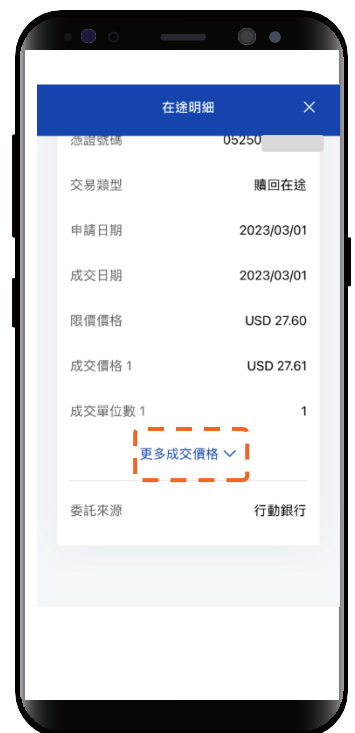 在途明細
憑證號碼 05250
交易類型 贖回在途
申請日期 2023/03/01
成交日期 2023/03/01
限價價格 USD 27.60
成交價格 1 USD 27.61
成交單位數 1 1
更多成交價格
委託來源 行動銀行